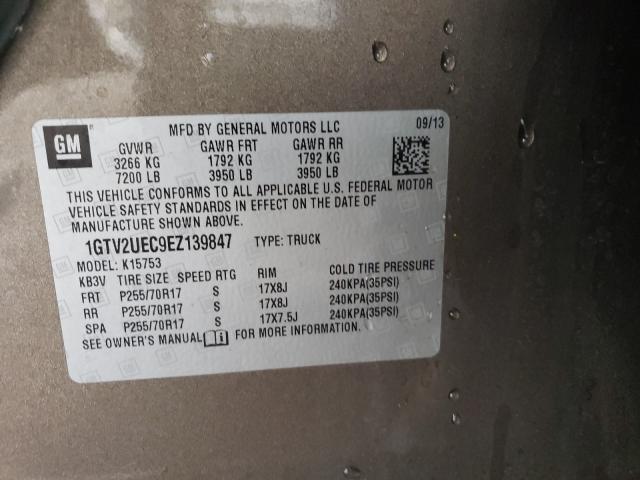 GM
MFD BY GENERAL MOTORS LLC 09/13
GVWR GAWR FRT GAWR RR
3266 KG 1792 KG 1792 KG
7200 LB 3950 LB 3950 LB
THIS VEHICLE CONFORMS TO ALL APPLICABLE U.S. FEDERAL MOTOR
VEHICLE SAFETY STANDARDS IN EFFECT ON THE DATE OF
MANUFACTURE SHOWN ABOVE.
1GTV2UEC9EZ139847 TYPE: TRUCK
MODEL: K15753
KB3V TIRE SIZE SPEED RTG RIM COLD TIRE PRESSURE
FRT P255/70R17 S 17X8J 240KPA(35PSI)
RR P255/70R17 S 17X8J 240KPA(35PSI)
SPA P255/70R17 S 17X7.5J 240KPA(35PSI)
SEE OWNER'S MANUAL FOR MORE INFORMATION.